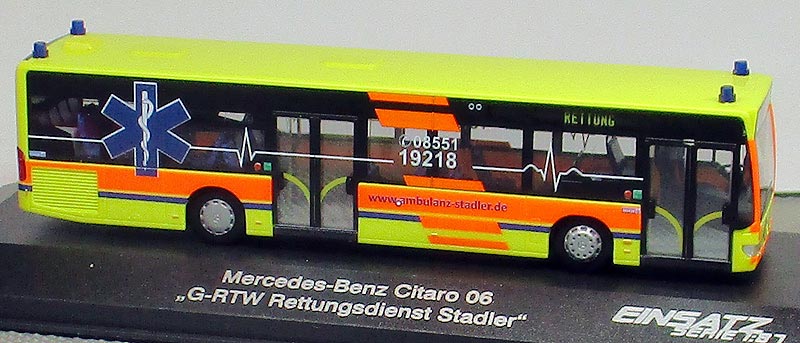 RETTUNG
✆08551
19218
www.ambulanz-stadler.de
Mercedes-Benz Citaro 06
„G-RTW Rettungsdienst Stadler“
EINSATZ
SERIE 1:87